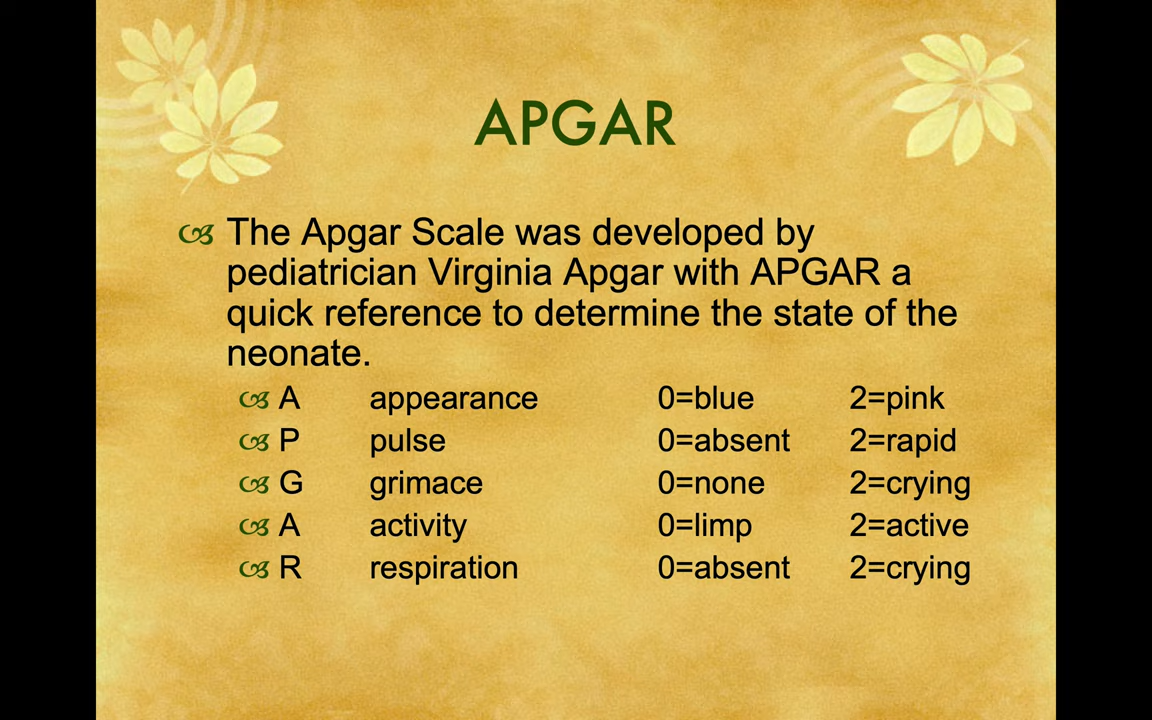 APGAR
The Apgar Scale was developed by
pediatrician Virginia Apgar with APGAR a
quick reference to determine the state of the
neonate.
A appearance 0=blue 2=pink
P pulse 0=absent 2=rapid
G grimace 0=none 2=crying
A activity 0=limp 2=active
R respiration 0=absent 2=crying